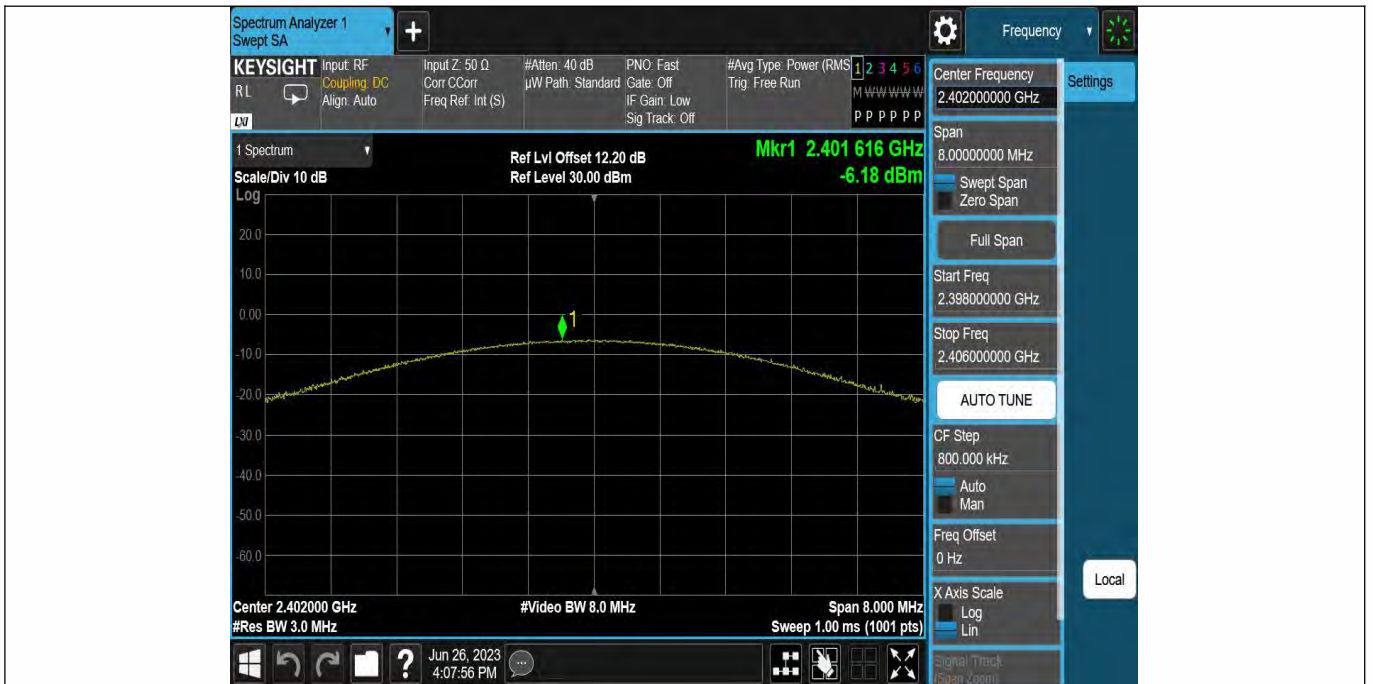 Spectrum Analyzer 1
Swept SA
+
Frequency
KEYSIGHT
RL
LXI
Input: RF
Coupling: DC
Align: Auto
Input Z: 50 Ω
Corr CCorr
Freq Ref: Int (S)
#Atten: 40 dB
µW Path: Standard
PNO: Fast
Gate: Off
IF Gain: Low
Sig Track: Off
#Avg Type: Power (RMS
Trig: Free Run
1 2 3 4 5 6
M W W W W W
P P P P P P
1 Spectrum
Scale/Div 10 dB
Ref Lvl Offset 12.20 dB
Ref Level 30.00 dBm
Mkr1 2.401 616 GHz
-6.18 dBm
Log
20.0
10.0
0.00
-10.0
-20.0
-30.0
-40.0
-50.0
-60.0
1
Center 2.402000 GHz
#Video BW 8.0 MHz
Span 8.000 MHz
#Res BW 3.0 MHz
Sweep 1.00 ms (1001 pts)
Center Frequency
2.402000000 GHz
Settings
Span
8.00000000 MHz
Swept Span
Zero Span
Full Span
Start Freq
2.398000000 GHz
Stop Freq
2.406000000 GHz
AUTO TUNE
CF Step
800.000 kHz
Auto
Man
Freq Offset
0 Hz
X Axis Scale
Log
Lin
Signal Track
(Span Zoom)
Local
?
Jun 26, 2023
4:07:56 PM